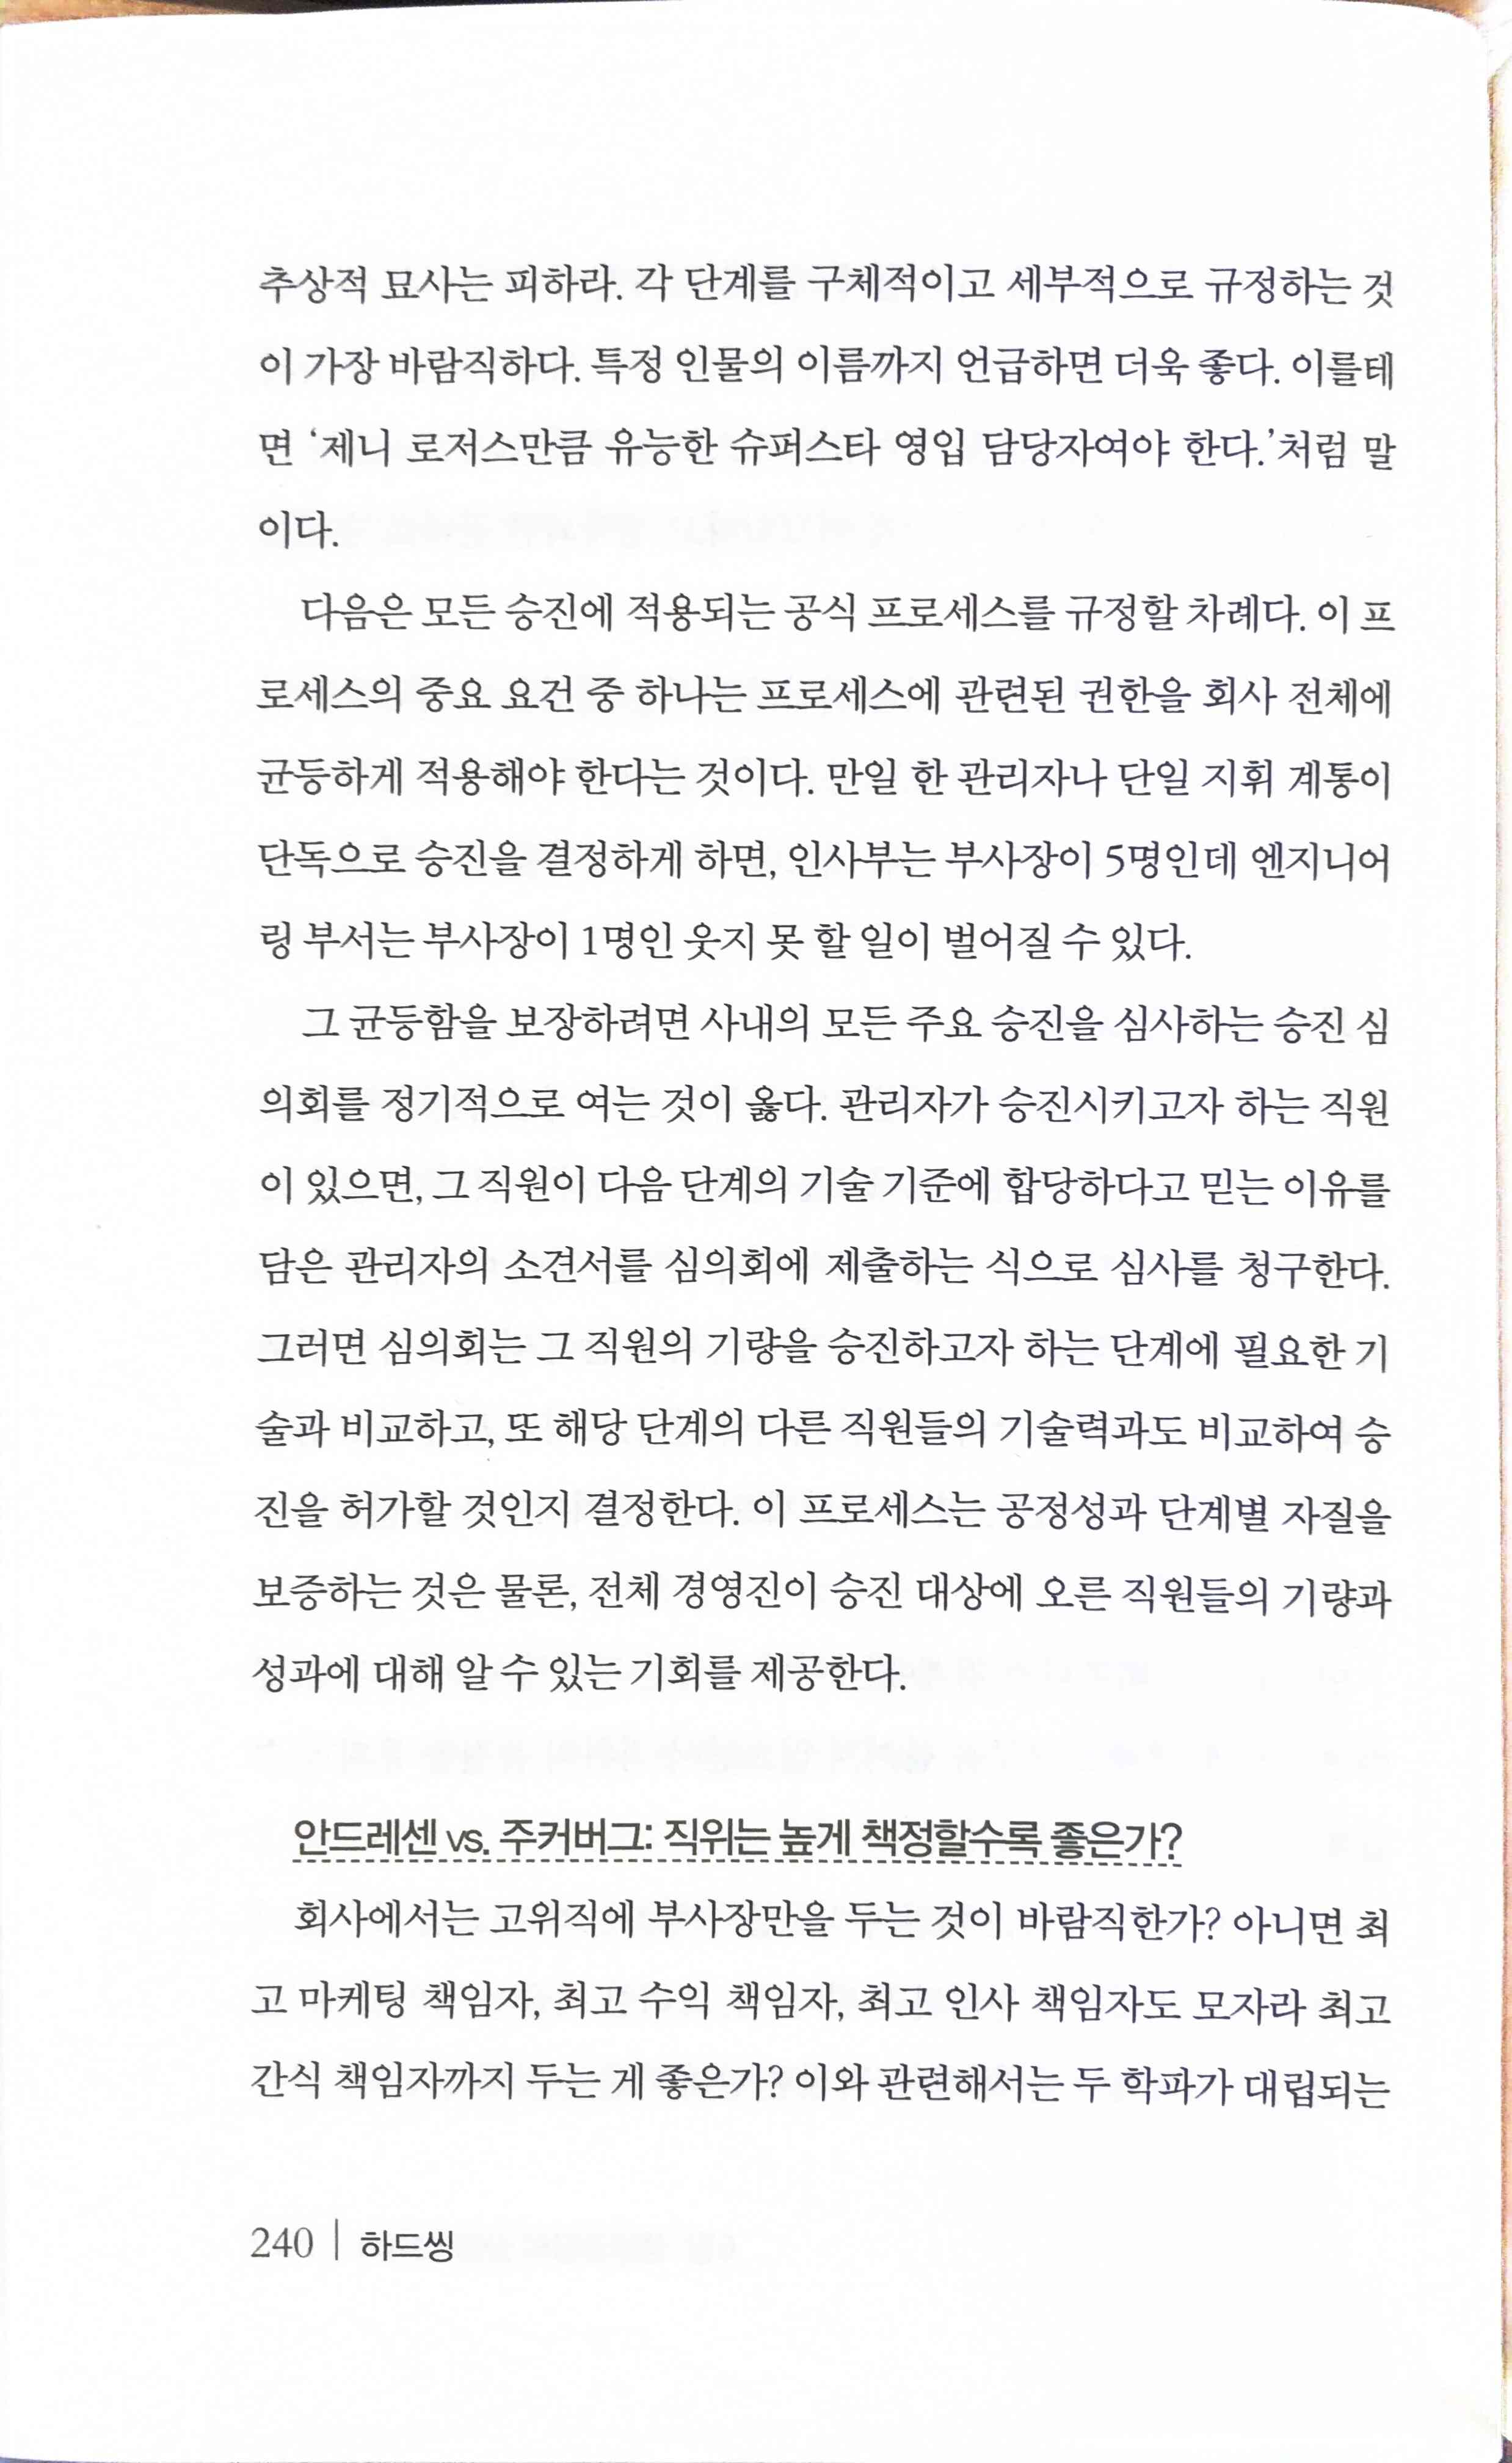 추상적 묘사는 피하라. 각 단계를 구체적이고 세부적으로 규정하는 것
이 가장 바람직하다. 특정 인물의 이름까지 언급하면 더욱 좋다. 이를테
면 ‘제니 로저스만큼 유능한 슈퍼스타 영입 담당자여야 한다.’처럼 말
이다.
다음은 모든 승진에 적용되는 공식 프로세스를 규정할 차례다. 이 프
로세스의 중요 요건 중 하나는 프로세스에 관련된 권한을 회사 전체에
균등하게 적용해야 한다는 것이다. 만일 한 관리자나 단일 지휘 계통이
단독으로 승진을 결정하게 하면, 인사부는 부사장이 5명인데 엔지니어
링 부서는 부사장이 1명인 웃지 못 할 일이 벌어질 수 있다.
그 균등함을 보장하려면 사내의 모든 주요 승진을 심사하는 승진 심
의회를 정기적으로 여는 것이 옳다. 관리자가 승진시키고자 하는 직원
이 있으면, 그 직원이 다음 단계의 기술 기준에 합당하다고 믿는 이유를
담은 관리자의 소견서를 심의회에 제출하는 식으로 심사를 청구한다.
그러면 심의회는 그 직원의 기량을 승진하고자 하는 단계에 필요한 기
술과 비교하고, 또 해당 단계의 다른 직원들의 기술력과도 비교하여 승
진을 허가할 것인지 결정한다. 이 프로세스는 공정성과 단계별 자질을
보증하는 것은 물론, 전체 경영진이 승진 대상에 오른 직원들의 기량과
성과에 대해 알 수 있는 기회를 제공한다.
안드레센 vs. 주커버그: 직위는 높게 책정할수록 좋은가?
회사에서는 고위직에 부사장만을 두는 것이 바람직한가? 아니면 최
고 마케팅 책임자, 최고 수익 책임자, 최고 인사 책임자도 모자라 최고
간식 책임자까지 두는 게 좋은가? 이와 관련해서는 두 학파가 대립되는
240 | 하드씽